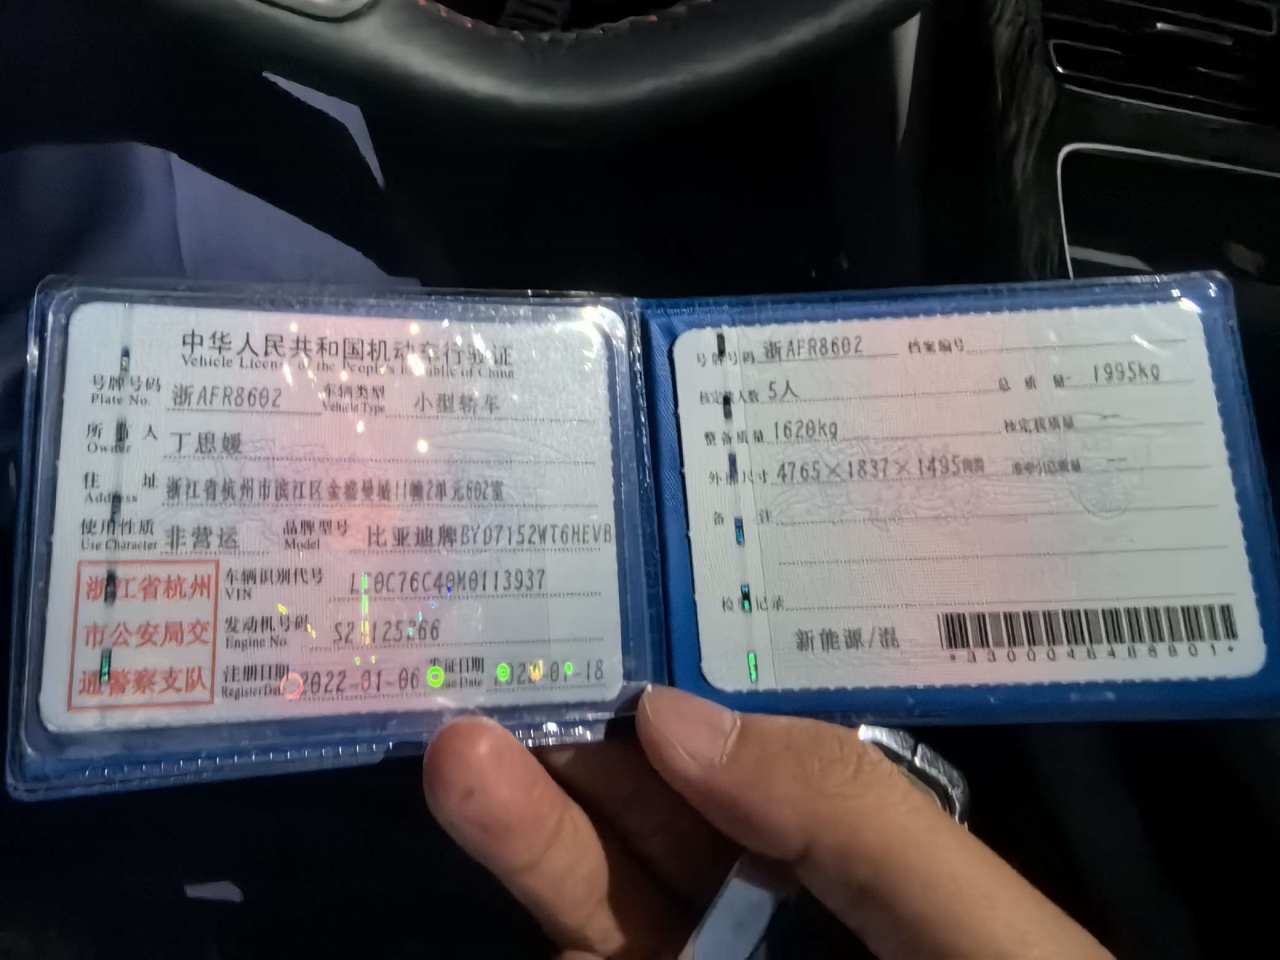 中华人民共和国机动车行驶证
Vehicle License of the People's Republic of China
号牌号码 浙AFR8602 车辆类型 小型轿车
Plate No. Vehicle Type
所有人 丁思媛
Owner
住址 浙江省杭州市滨江区金盛曼城11幢2单元602室
Address
使用性质 非营运 品牌型号 比亚迪牌BYD7152WT6HEVB
Use Character Model
浙江省杭州
市公安局交
通警察支队
车辆识别代号 0C76C40M0113937
VIN
发动机号码
Engine No.
注册日期 2022-01-06 发证日期
Register Date Issue Date
号牌号码 浙AFR8602 档案编号
核定载人数 5人 总质量 1995kg
整备质量 1620kg 核定载质量 —
外廓尺寸 4765×1837×1495mm 准牵引总质量 —
备注
检验记录
新能源/混